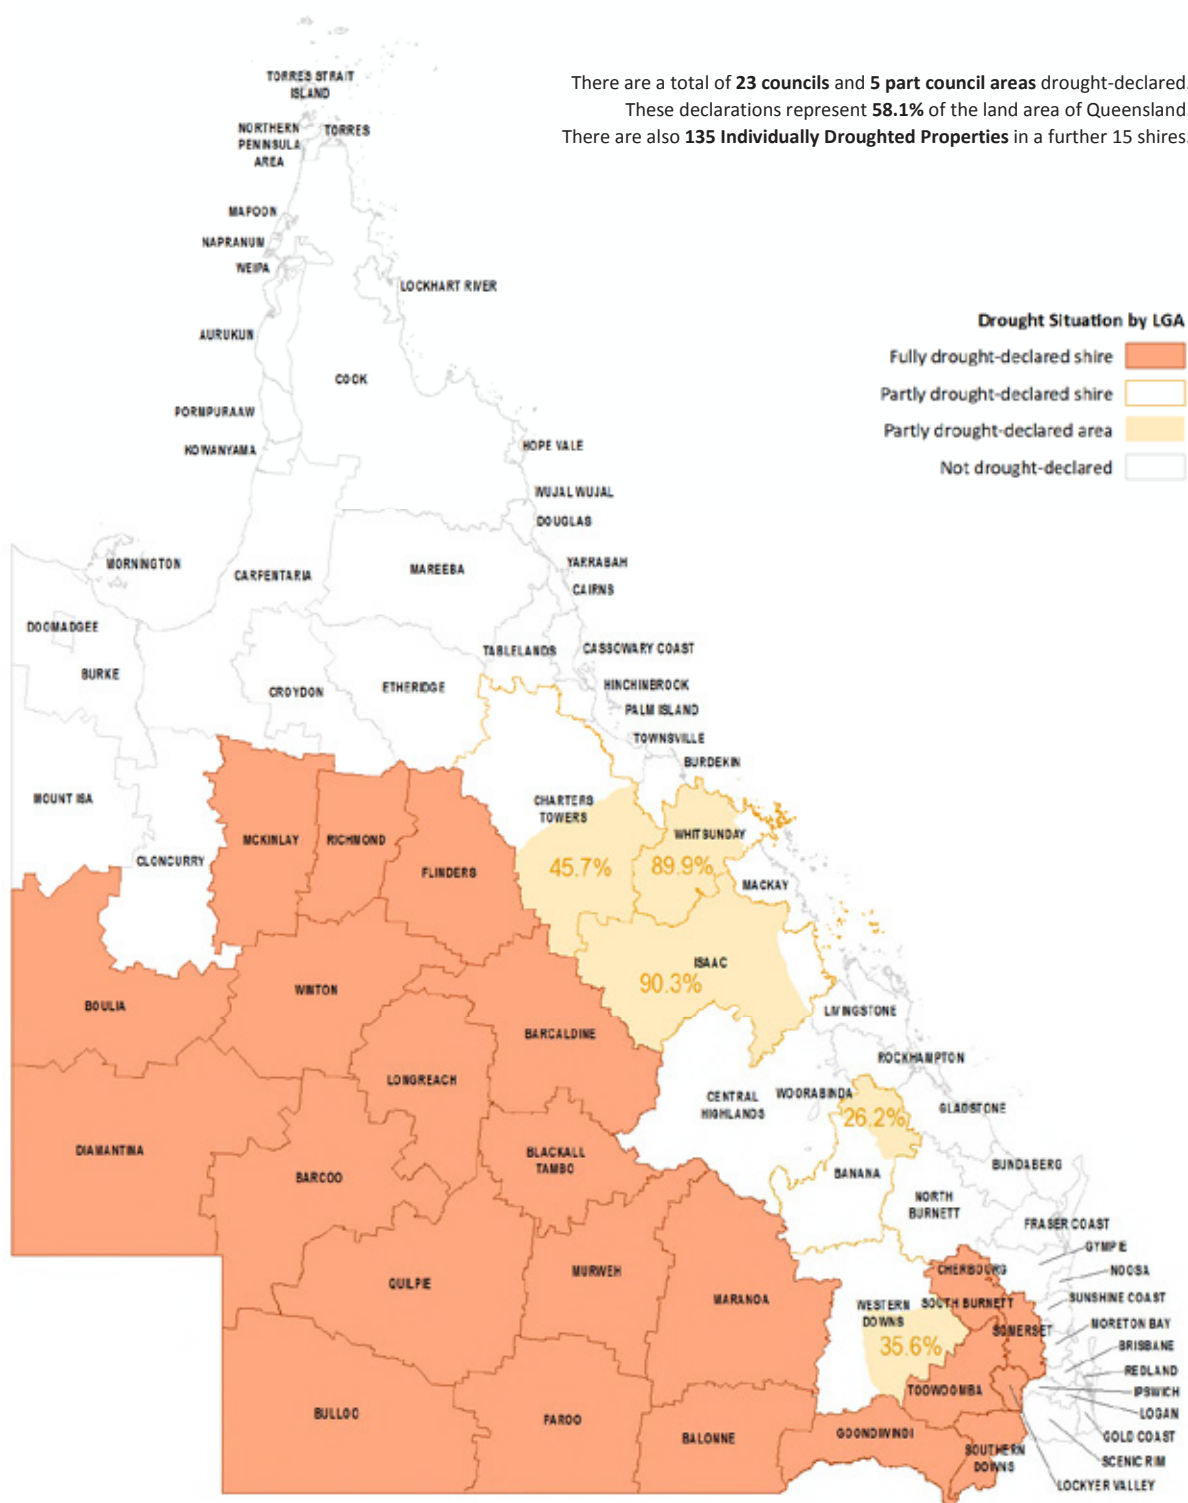 There are a total of 23 councils and 5 part council areas drought-declared.
These declarations represent 58.1% of the land area of Queensland.
There are also 135 Individually Droughted Properties in a further 15 shires.
TORRES STRAIT
ISLAND
NORTHERN
PENINSULA
AREA
TORRES
MAPOON
NAPRANUM
WEIPA
LOCKHART RIVER
AURUKUN
COOK
PORMPURAAW
KOWANYAMA
HOPE VALE
WUJAL WUJAL
DOUGLAS
Drought Situation by LGA
Fully drought-declared shire
Partly drought-declared shire
Partly drought-declared area
Not drought-declared
MORNINGTON
CARPENTARIA
MAREEBA
YARRABAH
CAIRNS
DOOMADGEE
BURKE
CROYDON
ETHERIDGE
TABLELANDS
CASSOWARY COAST
HINCHINBROOK
PALM ISLAND
TOWNSVILLE
BURDEKIN
MOUNT ISA
CLONCURRY
MCKINLAY
RICHMOND
FLINDERS
CHARTERS
TOWERS
45.7%
WHITSUNDAY
89.9%
MACKAY
ISAAC
90.3%
BOULIA
WINTON
BARCALDINE
LIVINGSTONE
ROCKHAMPTON
LONGREACH
CENTRAL
HIGHLANDS
WOORABINDA
26.2%
GLADSTONE
DIAMANTINA
BARCOO
BLACKALL
TAMBO
BANANA
BUNDABERG
NORTH
BURNETT
FRASER COAST
GYMPIE
NOOSA
QUILPIE
MURWEH
MARANOA
CHERBOURG
WESTERN
DOWNS
35.6%
SOUTH BURNETT
SOMERSET
SUNSHINE COAST
MORETON BAY
BRISBANE
REDLAND
IPSWICH
LOGAN
GOLD COAST
SCENIC RIM
LOCKYER VALLEY
TOOWOOMBA
BULLOO
PAROO
BALONNE
GOONDIWINDI
SOUTHERN
DOWNS